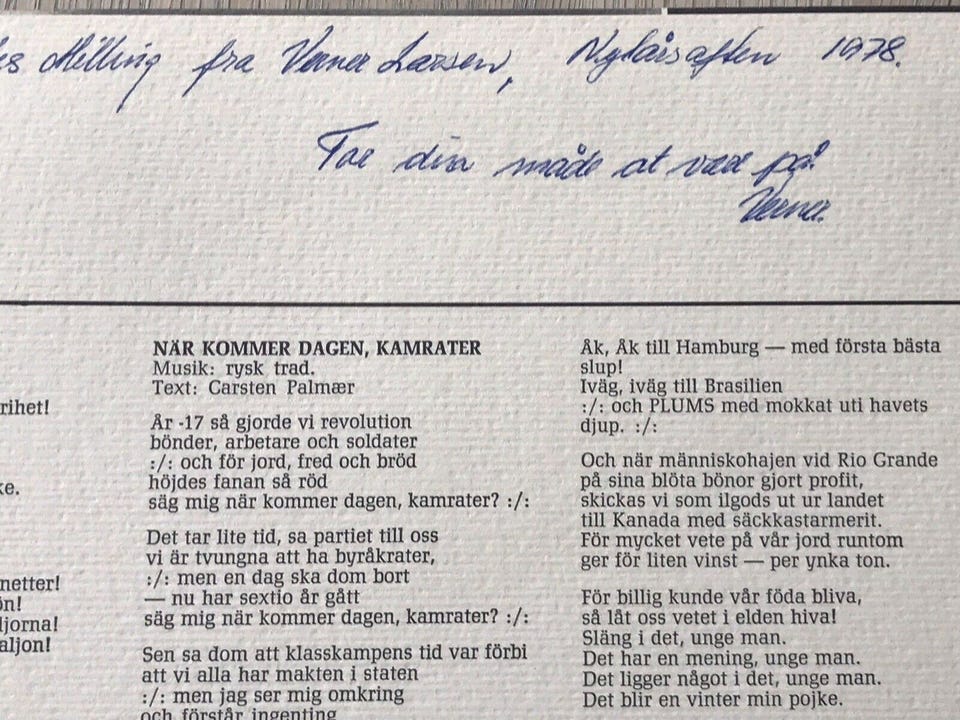 es Milling fra Verner Larsen, Nytårsaften 1978.
For din måde at være på!
Verner.
rihet!
ke.
netter!
ön!
ljorna!
aljon!
NÄR KOMMER DAGEN, KAMRATER
Musik: rysk trad.
Text: Carsten Palmær
År -17 så gjorde vi revolution
bönder, arbetare och soldater
:/: och för jord, fred och bröd
höjdes fanan så röd
säg mig när kommer dagen, kamrater? :/:
Det tar lite tid, sa partiet till oss
vi är tvungna att ha byråkrater,
:/: men en dag ska dom bort
— nu har sextio år gått
säg mig när kommer dagen, kamrater? :/:
Sen sa dom att klasskampens tid var förbi
att vi alla har makten i staten
:/: men jag ser mig omkring
och förstår ingenting
Åk, Åk till Hamburg — med första bästa
slup!
Iväg, iväg till Brasilien
:/: och PLUMS med mokkat uti havets
djup. :/:
Och när människohajen vid Rio Grande
på sina blöta bönor gjort profit,
skickas vi som ilgods ut ur landet
till Kanada med säckkastarmerit.
För mycket vete på vår jord runtom
ger för liten vinst — per ynka ton.
För billig kunde vår föda bliva,
så låt oss vetet i elden hiva!
Släng i det, unge man.
Det har en mening, unge man.
Det ligger något i det, unge man.
Det blir en vinter min pojke.